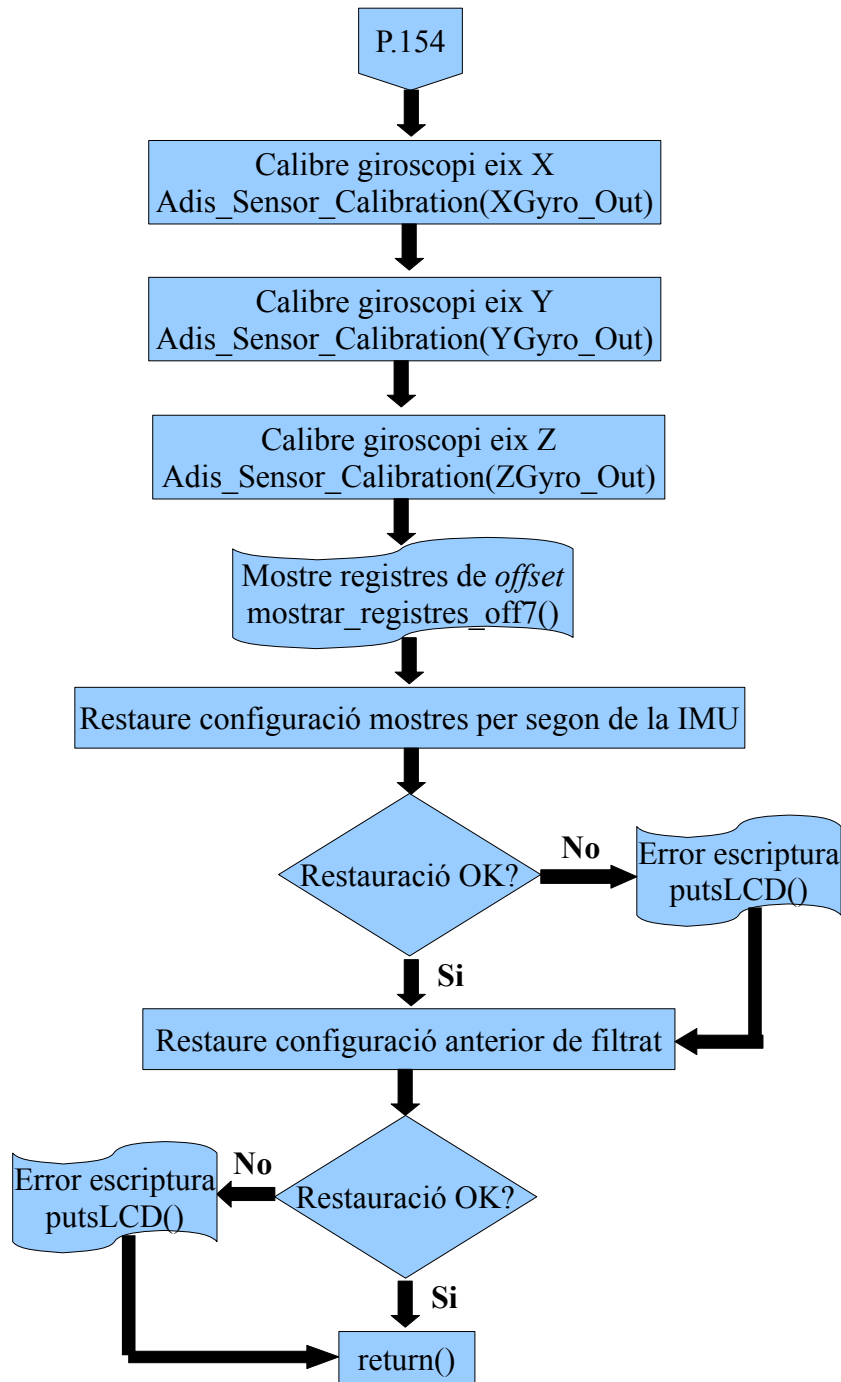 P.154
Calibre giroscopi eix X
Adis_Sensor_Calibration(XGyro_Out)
Calibre giroscopi eix Y
Adis_Sensor_Calibration(YGyro_Out)
Calibre giroscopi eix Z
Adis_Sensor_Calibration(ZGyro_Out)
Mostre registres de offset
mostrar_registres_off7()
Restaure configuració mostres per segon de la IMU
Restauració OK?
No
Error escriptura
putsLCD()
Si
Restaure configuració anterior de filtrat
Restauració OK?
No
Error escriptura
putsLCD()
Si
return()